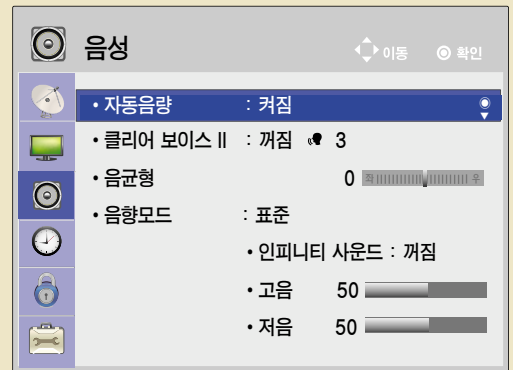 음성
이동 확인
• 자동음량 : 켜짐
• 클리어 보이스 II : 꺼짐 3
• 음균형 0 좌 우
• 음향모드 : 표준
• 인피니티 사운드 : 꺼짐
• 고음 50
• 저음 50